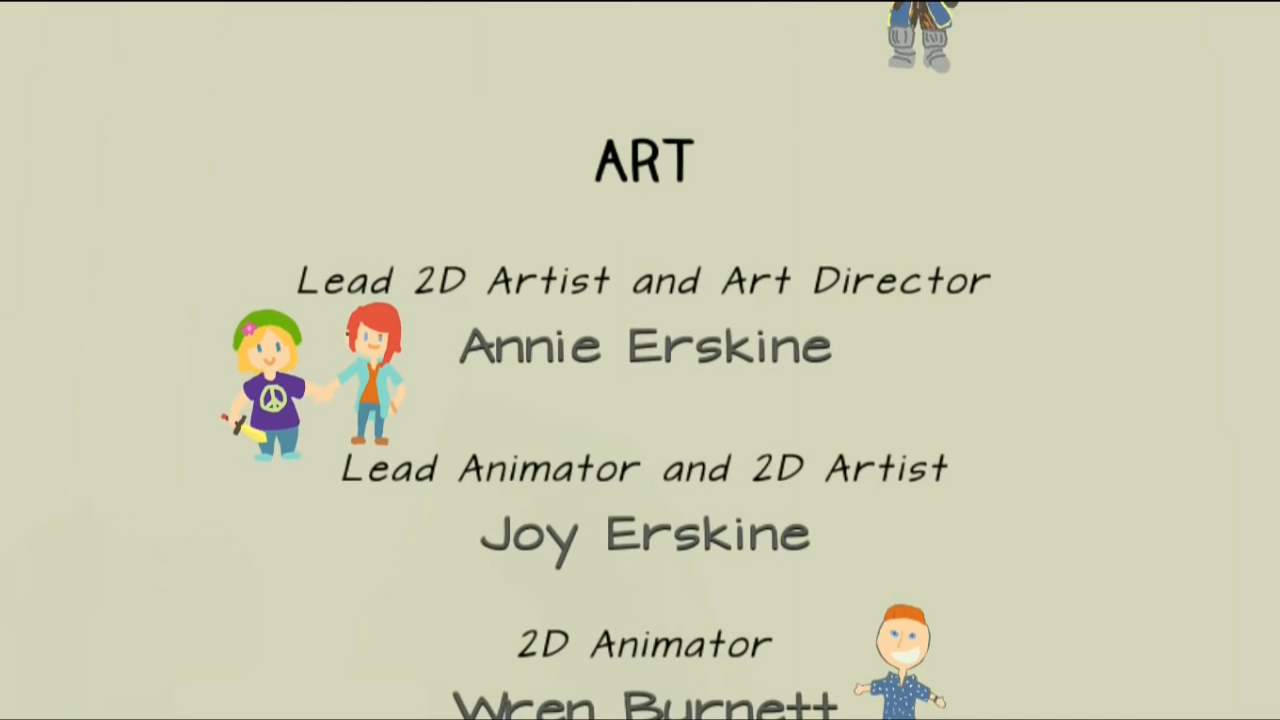 ART
Lead 2D Artist and Art Director
Annie Erskine
Lead Animator and 2D Artist
Joy Erskine
2D Animator
Wren Burnett